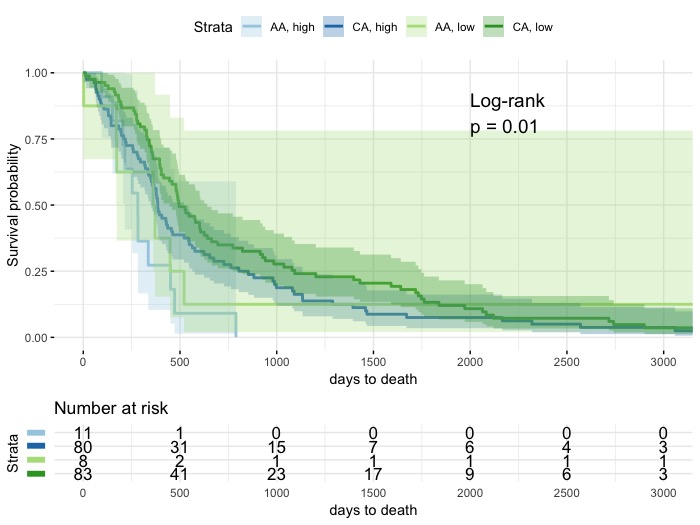 Strata AA, high CA, high AA, low CA, low
1.00
0.75
0.50
0.25
0.00
Survival probability
Log-rank
p = 0.01
0 500 1000 1500 2000 2500 3000
days to death
Number at risk
Strata
11 1 0 0 0 0 0
80 31 15 7 6 4 3
8 2 1 1 1 1 1
83 41 23 17 9 6 3
0 500 1000 1500 2000 2500 3000
days to death